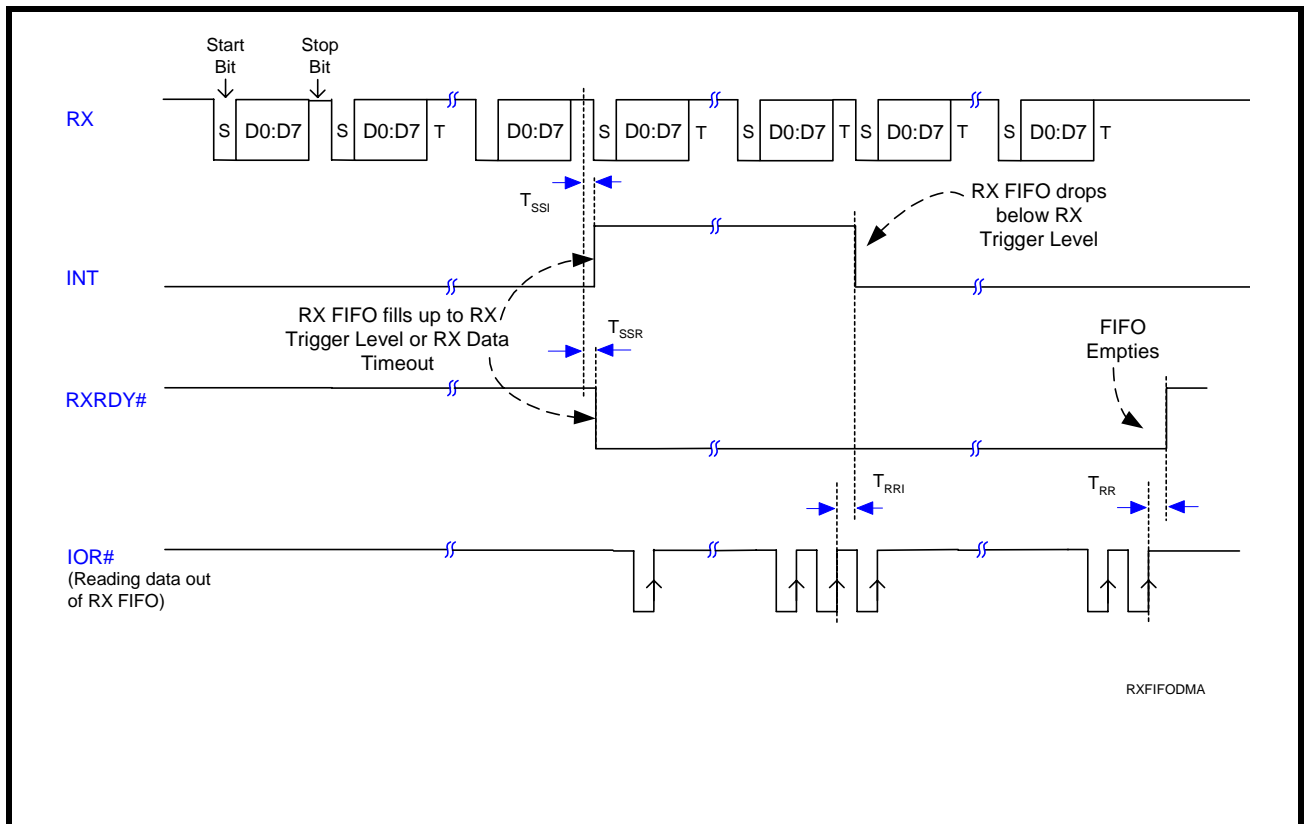 Start
Bit
Stop
Bit
RX
S D0:D7 S D0:D7 T D0:D7 S D0:D7 T S D0:D7 T S D0:D7 T S D0:D7 T
TSSI
RX FIFO drops
below RX
Trigger Level
INT
RX FIFO fills up to RX
Trigger Level or RX Data
Timeout
TSSR
FIFO
Empties
RXRDY#
TRRI
TRR
IOR#
(Reading data out
of RX FIFO)
RXFIFODMA